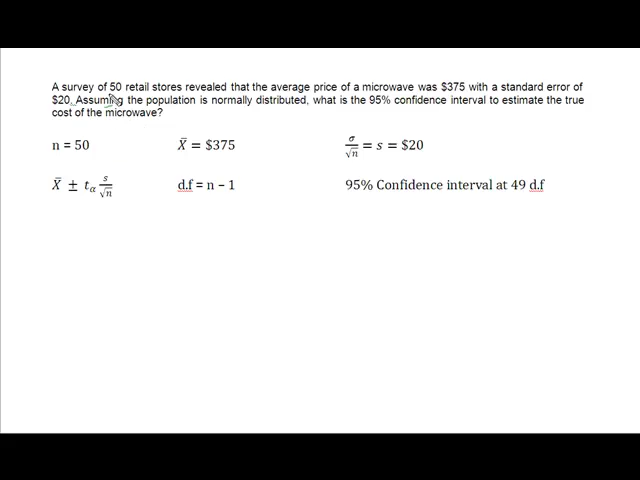 A survey of 50 retail stores revealed that the average price of a microwave was $375 with a standard error of
$20. Assuming the population is normally distributed, what is the 95% confidence interval to estimate the true
cost of the microwave?
n = 50 X̄ = $375 σ/√n = s = $20
X̄ ± tα s/√n d.f = n – 1 95% Confidence interval at 49 d.f